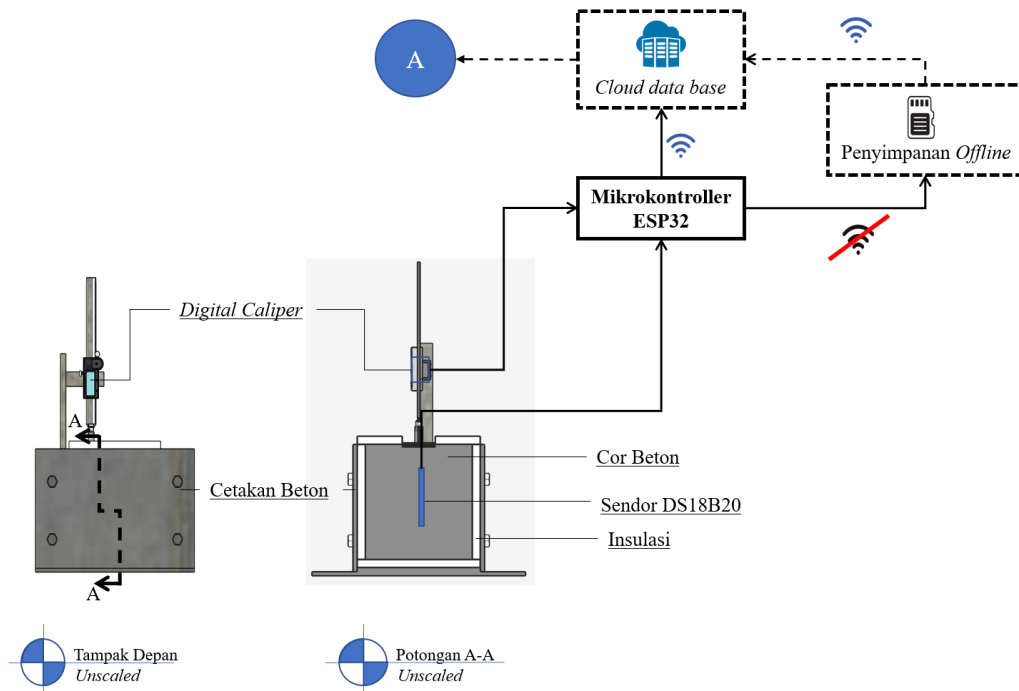 A
Cloud data base
Penyimpanan Offline
Mikrokontroller
ESP32
Digital Caliper
A
Cor Beton
Cetakan Beton
Sendor DS18B20
Insulasi
A
Tampak Depan
Unscaled
Potongan A-A
Unscaled